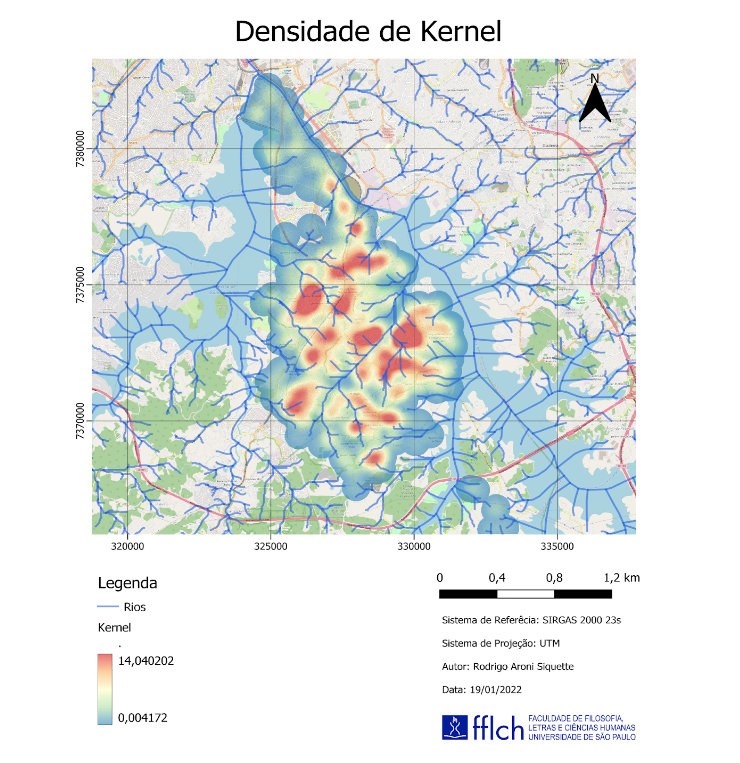 Densidade de Kernel
N
7380000
7375000
7370000
320000
325000
330000
335000
Legenda
Rios
Kernel
14,040202
0,004172
0 0,4 0,8 1,2 km
Sistema de Referêcia: SIRGAS 2000 23s
Sistema de Projeção: UTM
Autor: Rodrigo Aroni Siquette
Data: 19/01/2022
fflch
FACULDADE DE FILOSOFIA,
LETRAS E CIÊNCIAS HUMANAS
UNIVERSIDADE DE SÃO PAULO